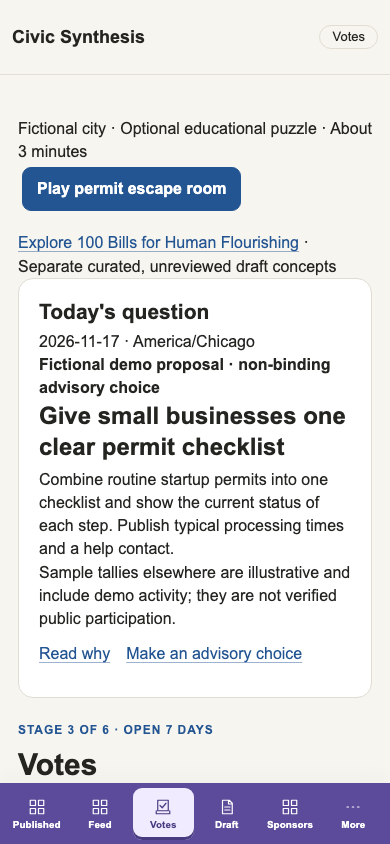 Civic Synthesis
Votes
Fictional city · Optional educational puzzle · About
3 minutes
Play permit escape room
Explore 100 Bills for Human Flourishing ·
Separate curated, unreviewed draft concepts
Today's question
2026-11-17 · America/Chicago
Fictional demo proposal · non-binding
advisory choice
Give small businesses one
clear permit checklist
Combine routine startup permits into one
checklist and show the current status of
each step. Publish typical processing times
and a help contact.
Sample tallies elsewhere are illustrative and
include demo activity; they are not verified
public participation.
Read why Make an advisory choice
STAGE 3 OF 6 · OPEN 7 DAYS
Votes
Published Feed Votes Draft Sponsors More